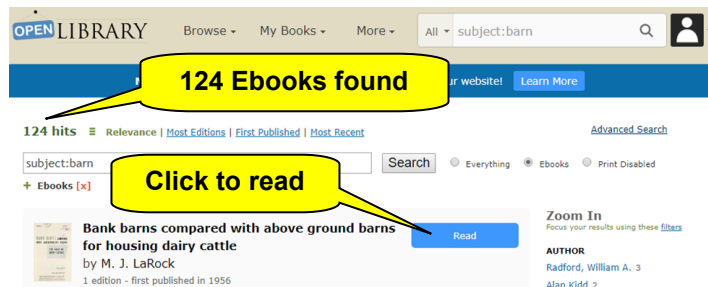 OPEN LIBRARY Browse My Books More All subject:barn
124 Ebooks found
ur website! Learn More
124 hits Relevance | Most Editions | First Published | Most Recent Advanced Search
subject:barn Search Everything Ebooks Print Disabled
+ Ebooks [x]
Click to read
Bank barns compared with above ground barns Read
for housing dairy cattle
by M. J. LaRock
1 edition - first published in 1956
Zoom In
Focus your results using these filters
AUTHOR
Radford, William A. 3
Alan Kidd 2